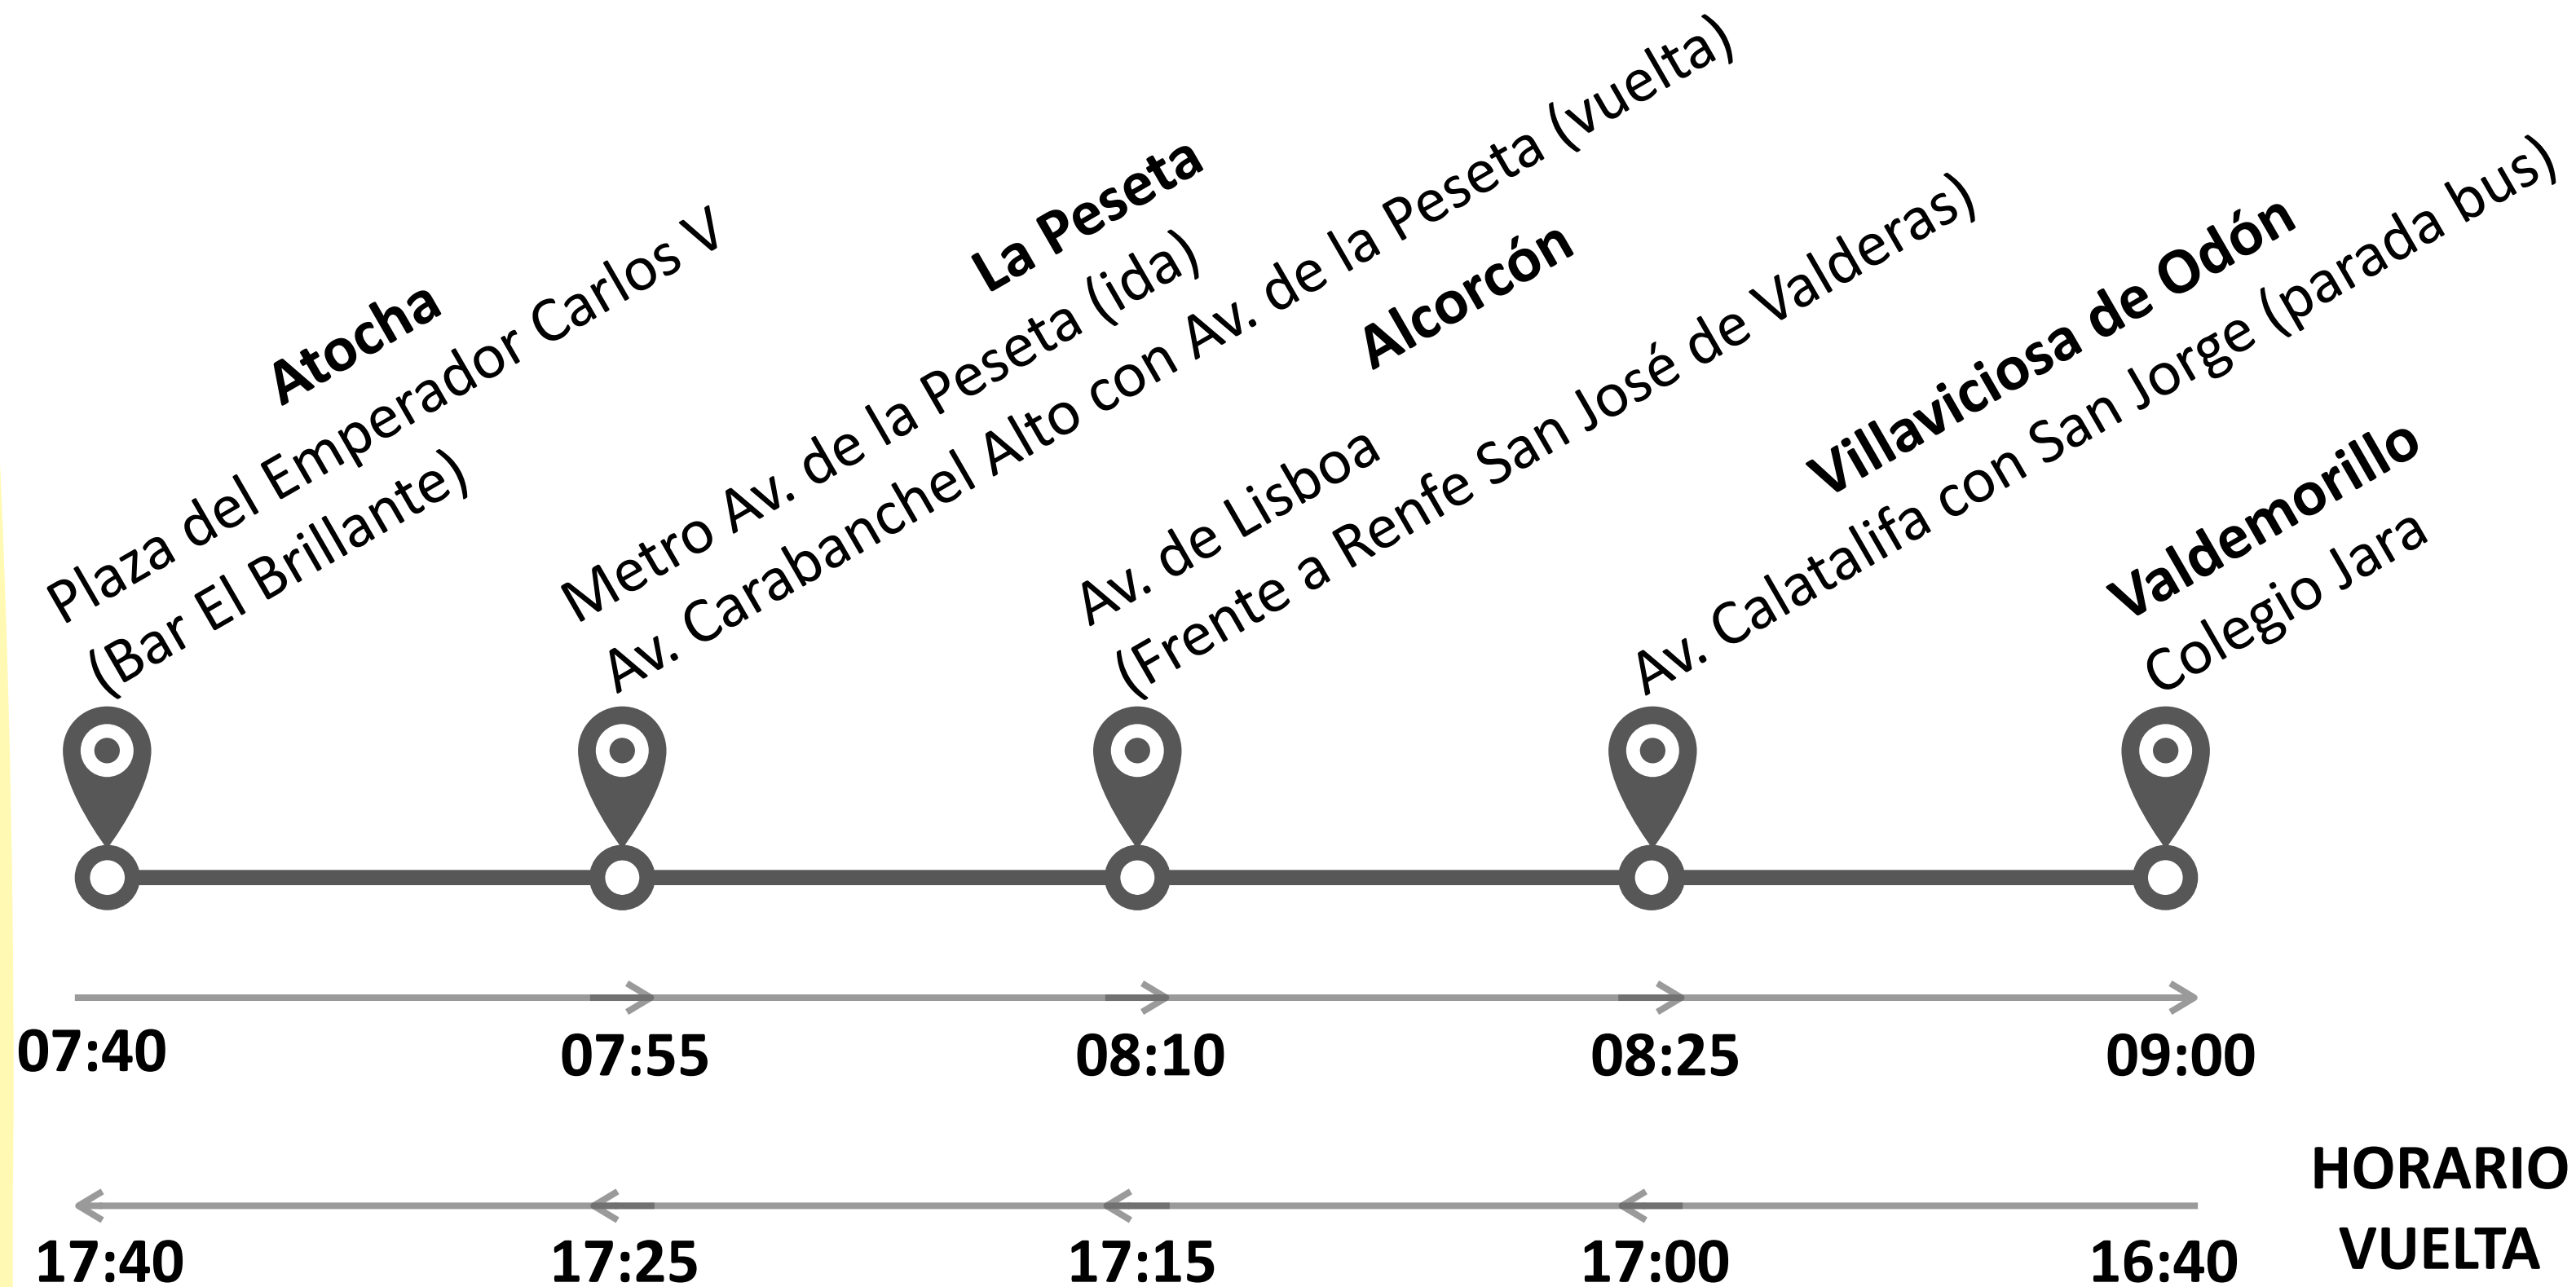 Atocha
Plaza del Emperador Carlos V
(Bar El Brillante)
La Peseta
Metro Av. de la Peseta (ida)
Av. Carabanchel Alto con Av. de la Peseta (vuelta)
Alcorcón
Av. de Lisboa
(Frente a Renfe San José de Valderas)
Villaviciosa de Odón
Av. Calatalifa con San Jorge (parada bus)
Valdemorillo
Colegio Jara
07:40 07:55 08:10 08:25 09:00
HORARIO
VUELTA
17:40 17:25 17:15 17:00 16:40